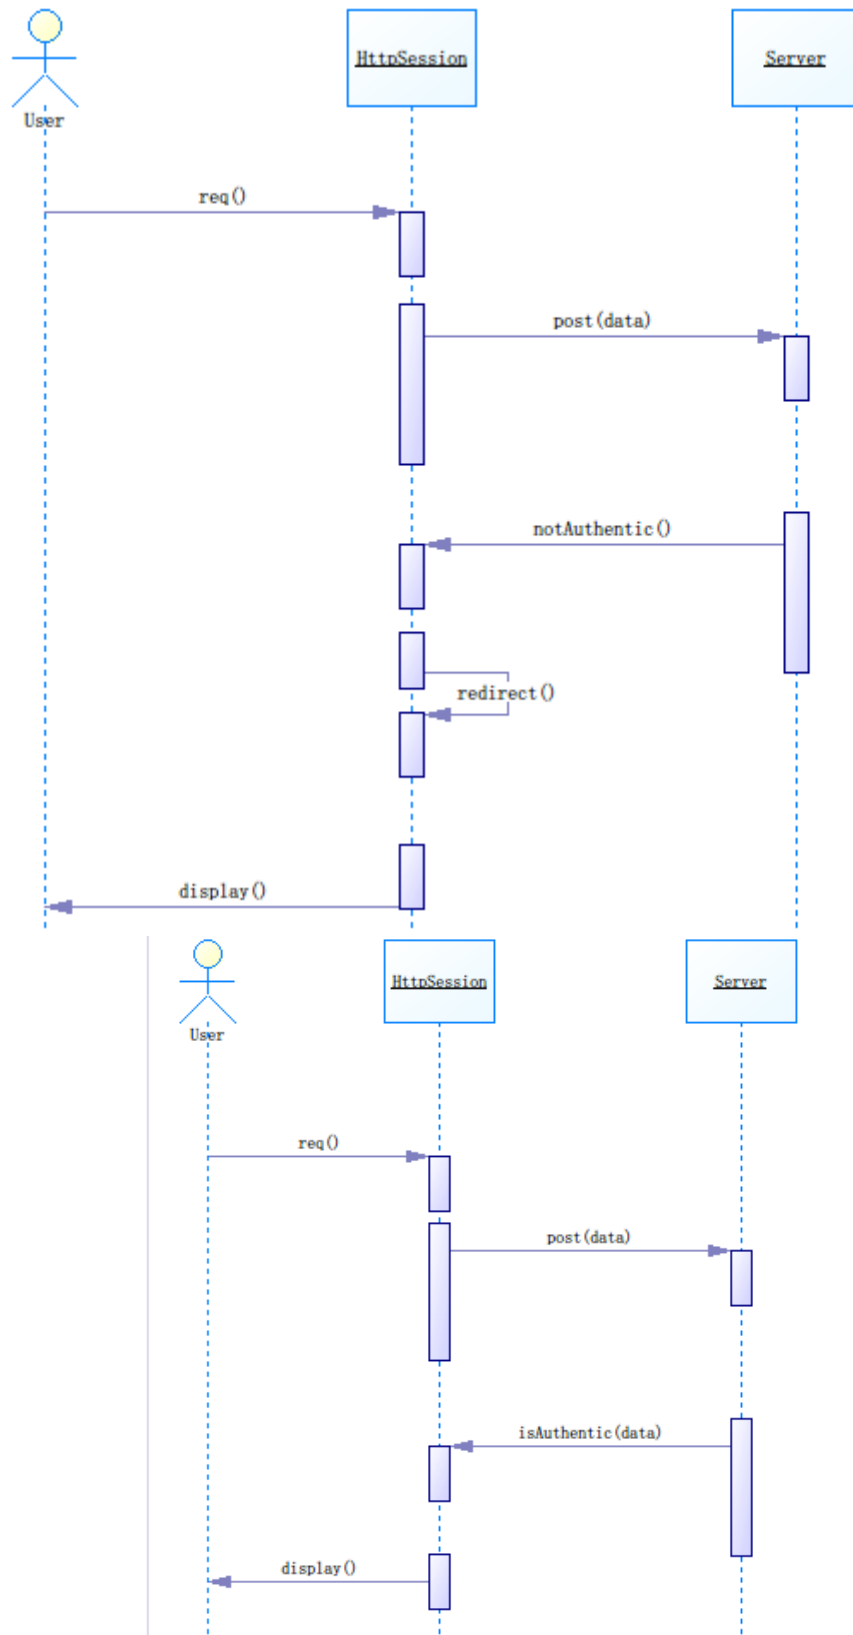 HttpSession
Server
User
req()
post(data)
notAuthentic()
redirect()
display()
HttpSession
Server
User
req()
post(data)
isAuthentic(data)
display()